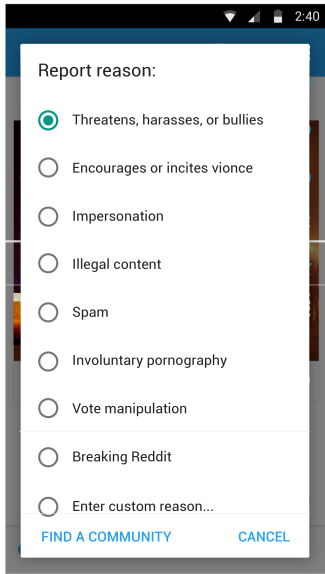 2:40
Report reason:
Threatens, harasses, or bullies
Encourages or incites vionce
Impersonation
Illegal content
Spam
Involuntary pornography
Vote manipulation
Breaking Reddit
Enter custom reason...
FIND A COMMUNITY CANCEL